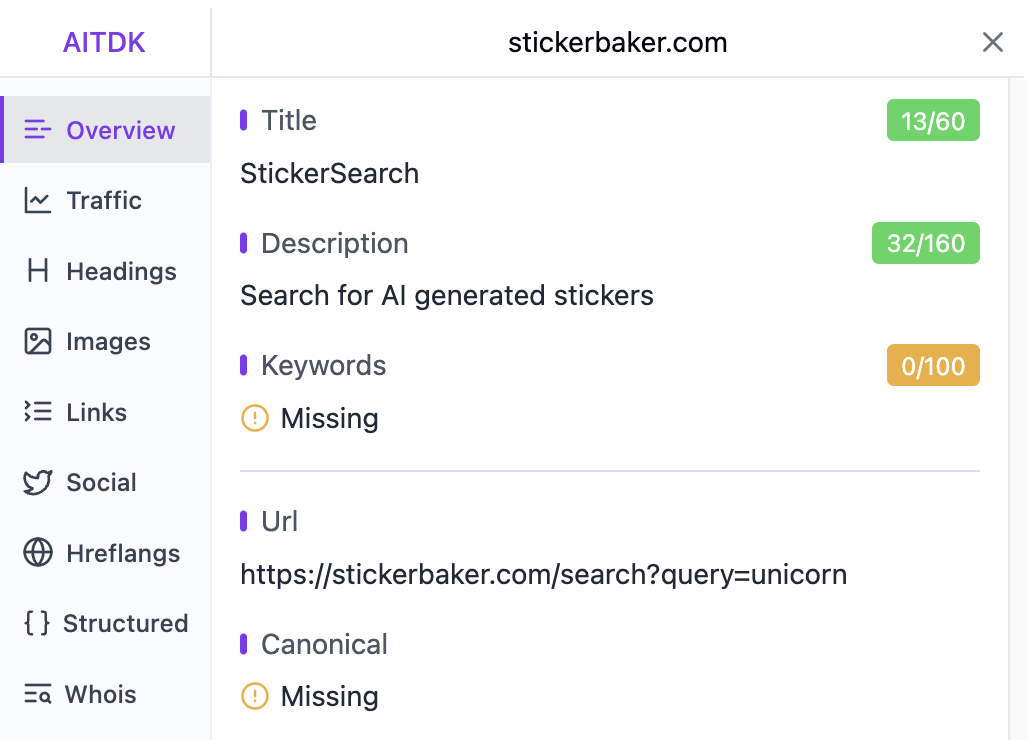 AITDK
stickerbaker.com
Overview
Traffic
Headings
Images
Links
Social
Hreflangs
Structured
Whois
Title
13/60
StickerSearch
Description
32/160
Search for AI generated stickers
Keywords
0/100
Missing
Url
https://stickerbaker.com/search?query=unicorn
Canonical
Missing